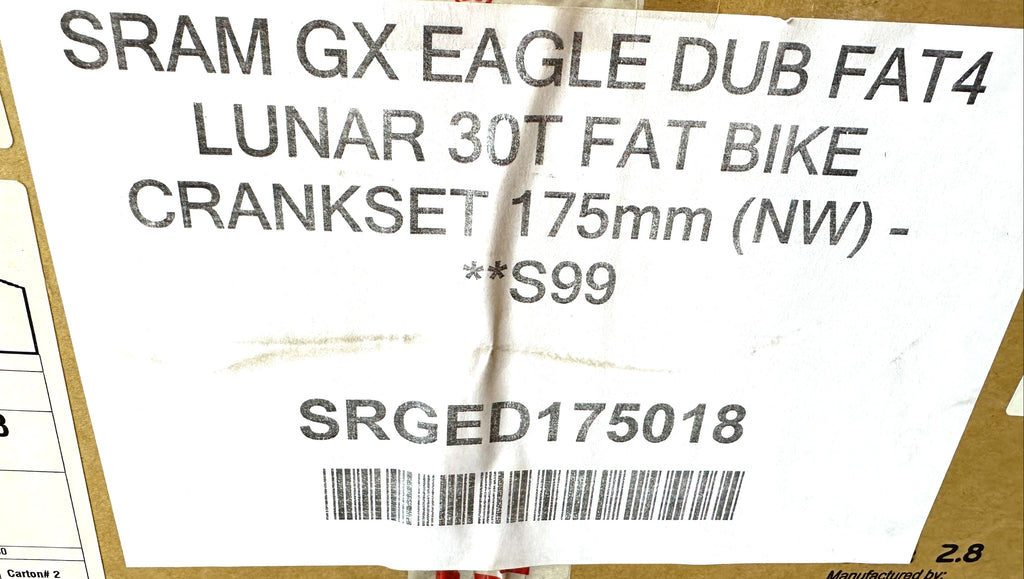 SRAM GX EAGLE DUB FAT4
LUNAR 30T FAT BIKE
CRANKSET 175mm (NW) -
**S99
SRGED175018
2.8
Manufactured by:
Carton# 2